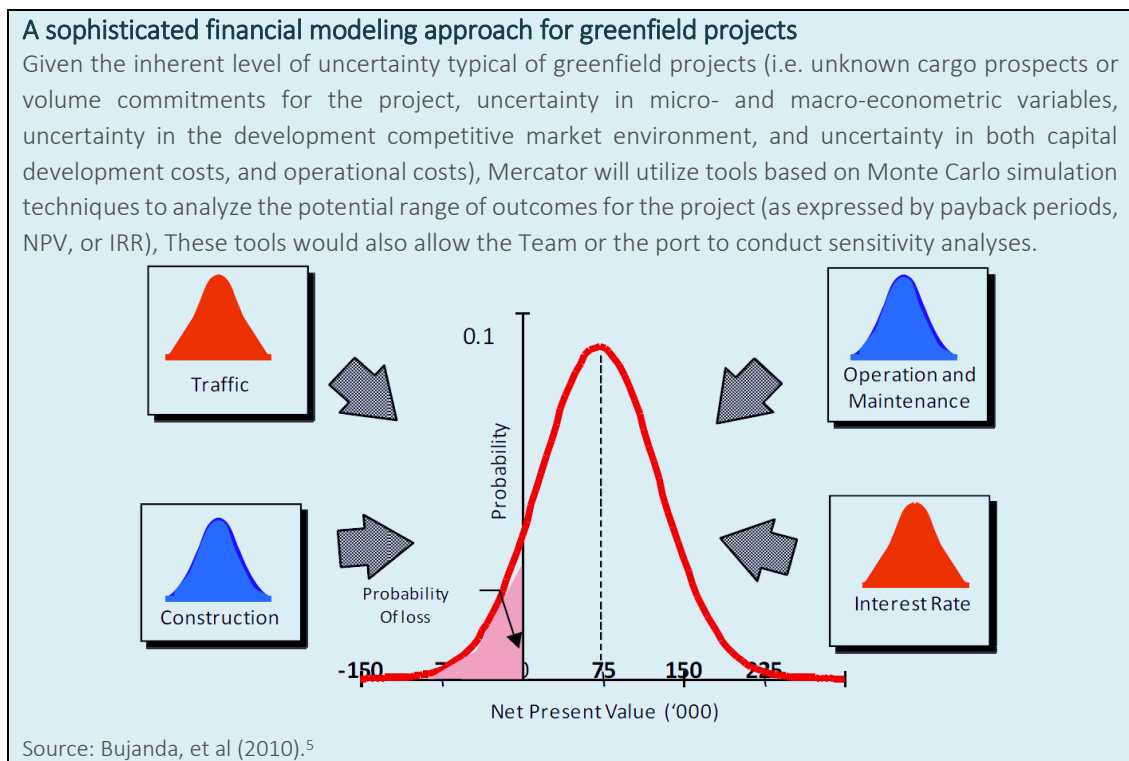 A sophisticated financial modeling approach for greenfield projects
Given the inherent level of uncertainty typical of greenfield projects (i.e. unknown cargo prospects or
volume commitments for the project, uncertainty in micro- and macro-econometric variables,
uncertainty in the development competitive market environment, and uncertainty in both capital
development costs, and operational costs), Mercator will utilize tools based on Monte Carlo simulation
techniques to analyze the potential range of outcomes for the project (as expressed by payback periods,
NPV, or IRR), These tools would also allow the Team or the port to conduct sensitivity analyses.
Traffic
0.1
Operation and
Maintenance
Probability
Construction
Probability
Of loss
Interest Rate
-150 0 75 150 225
Net Present Value ('000)
Source: Bujanda, et al (2010).5